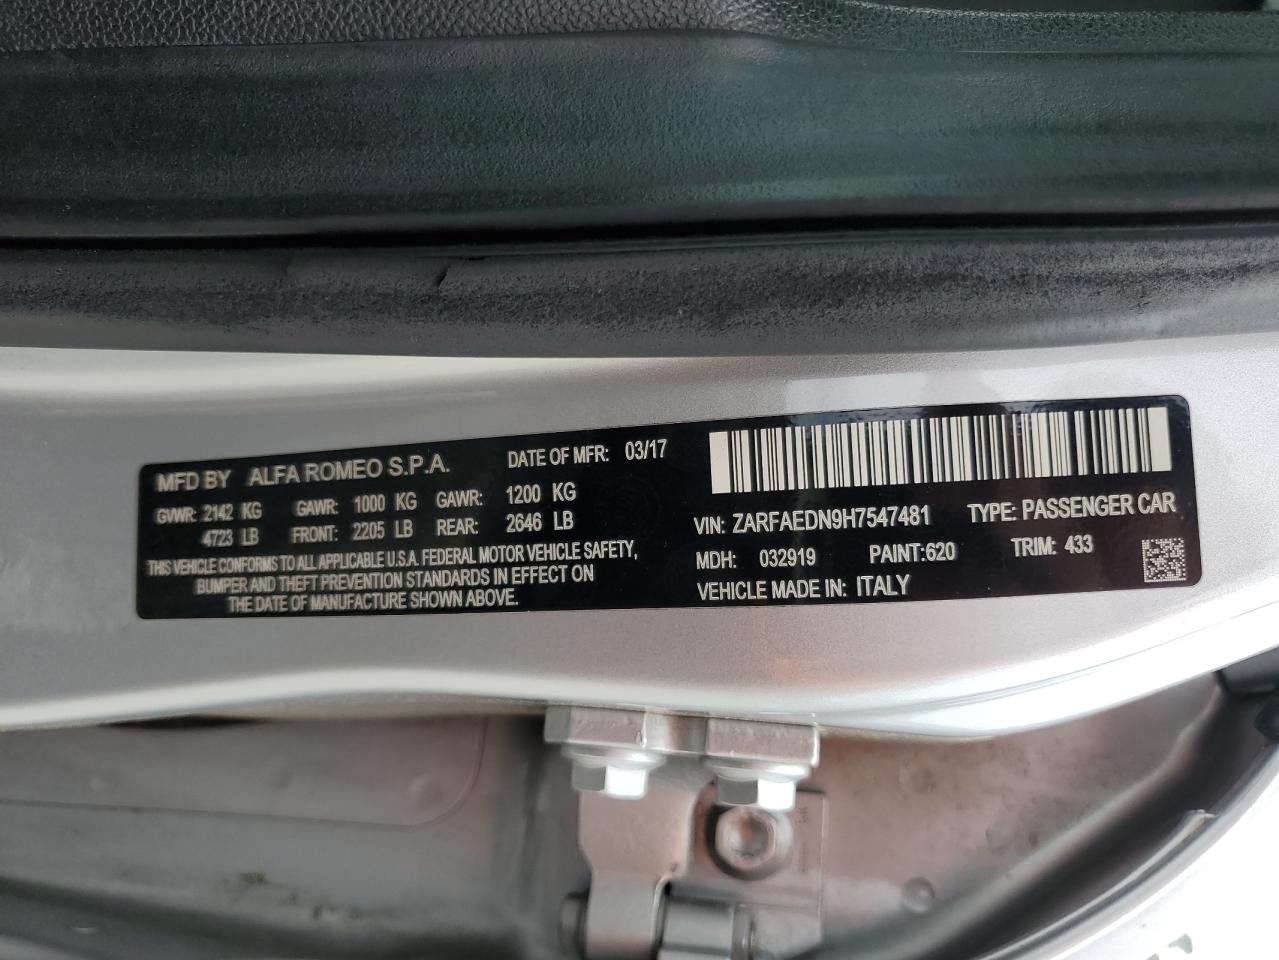 MFD BY ALFA ROMEO S.P.A. DATE OF MFR: 03/17
GVWR: 2142 KG GAWR: 1000 KG GAWR: 1200 KG
4723 LB FRONT: 2205 LB REAR: 2646 LB
THIS VEHICLE CONFORMS TO ALL APPLICABLE U.S.A. FEDERAL MOTOR VEHICLE SAFETY,
BUMPER AND THEFT PREVENTION STANDARDS IN EFFECT ON
THE DATE OF MANUFACTURE SHOWN ABOVE.
VIN: ZARFAEDN9H7547481 TYPE: PASSENGER CAR
MDH: 032919 PAINT:620 TRIM: 433
VEHICLE MADE IN: ITALY